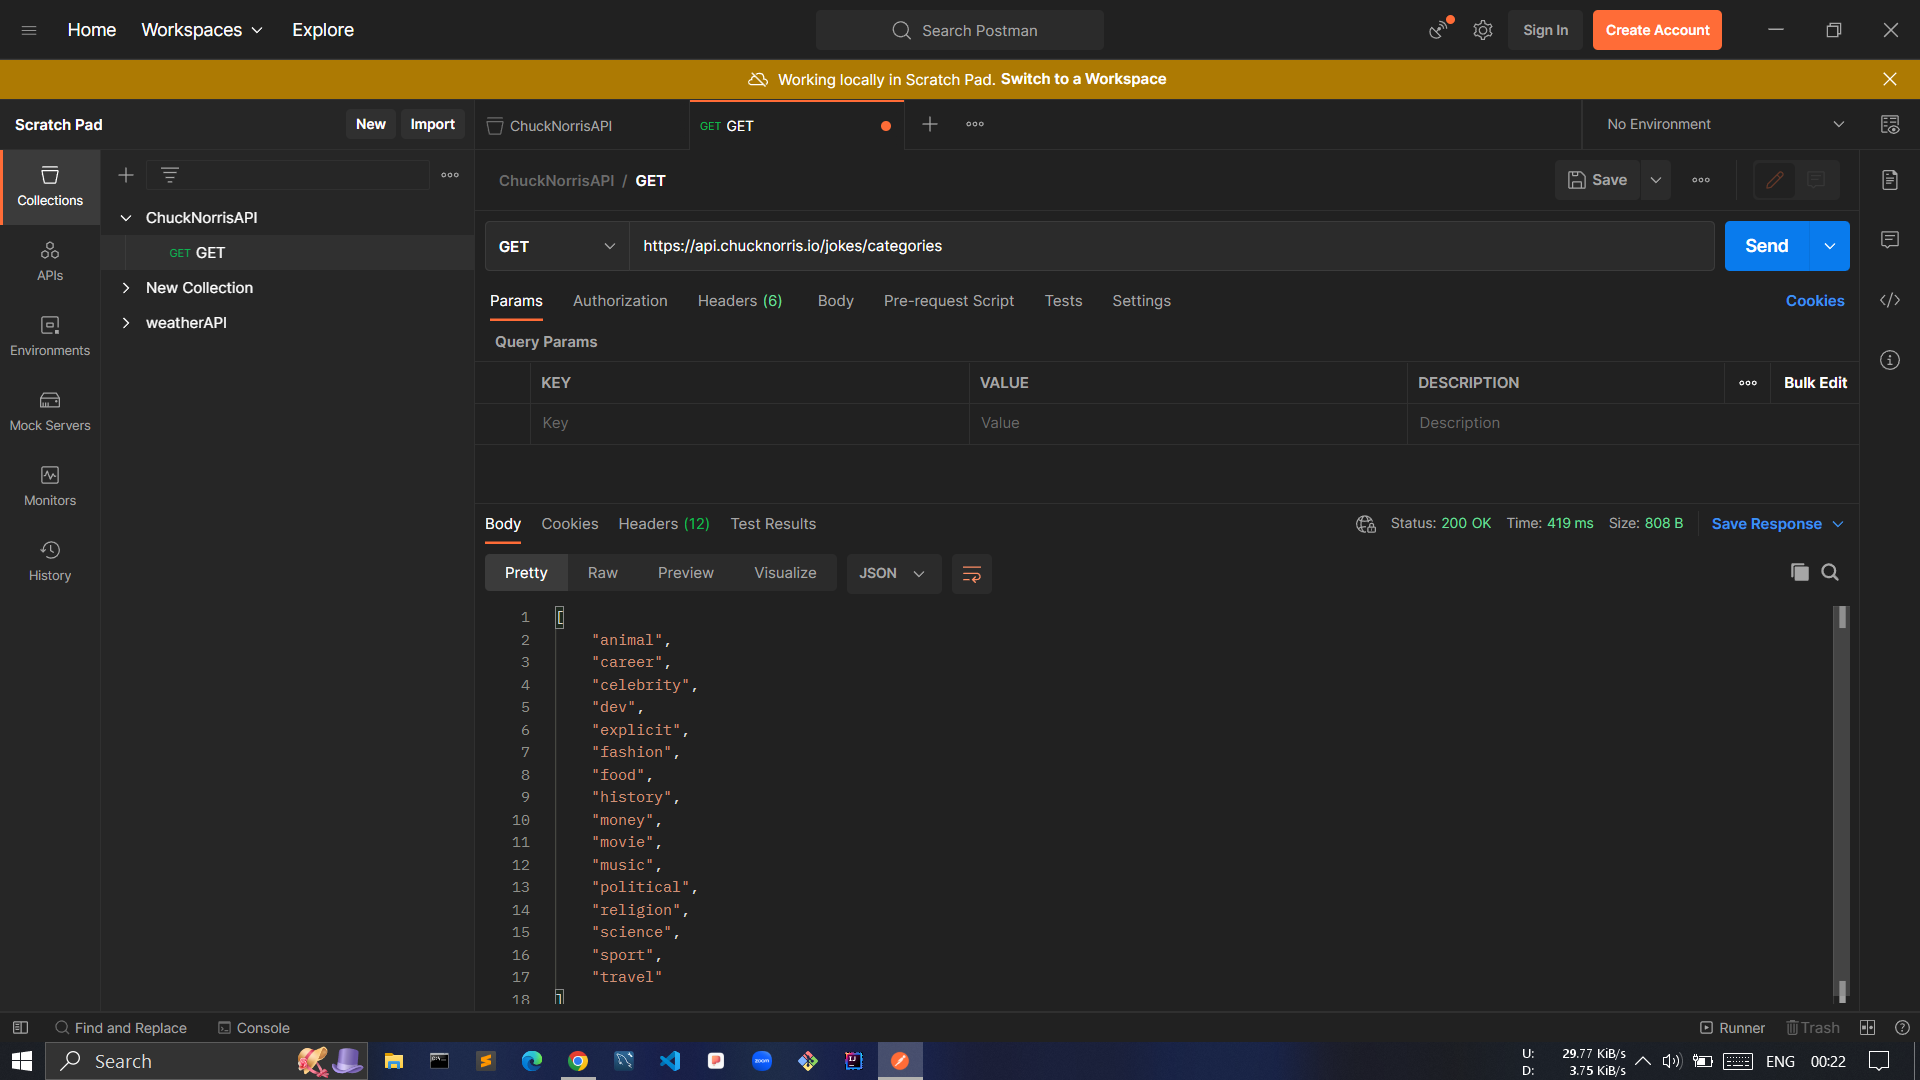 Home Workspaces Explore
Search Postman
Sign In Create Account
Working locally in Scratch Pad. Switch to a Workspace
Scratch Pad New Import
ChuckNorrisAPI GET GET
No Environment
Collections
ChuckNorrisAPI / GET
Save
ChuckNorrisAPI
GET GET
New Collection
weatherAPI
APIs
Environments
Mock Servers
Monitors
History
GET https://api.chucknorris.io/jokes/categories Send
Params Authorization Headers (6) Body Pre-request Script Tests Settings Cookies
Query Params
KEY VALUE DESCRIPTION Bulk Edit
Key Value Description
Body Cookies Headers (12) Test Results Status: 200 OK Time: 419 ms Size: 808 B Save Response
Pretty Raw Preview Visualize JSON
1 [
2 "animal",
3 "career",
4 "celebrity",
5 "dev",
6 "explicit",
7 "fashion",
8 "food",
9 "history",
10 "money",
11 "movie",
12 "music",
13 "political",
14 "religion",
15 "science",
16 "sport",
17 "travel"
18 ]
Find and Replace Console Runner Trash
Search
zoom
U: 29.77 KiB/s
D: 3.75 KiB/s
ENG 00:22